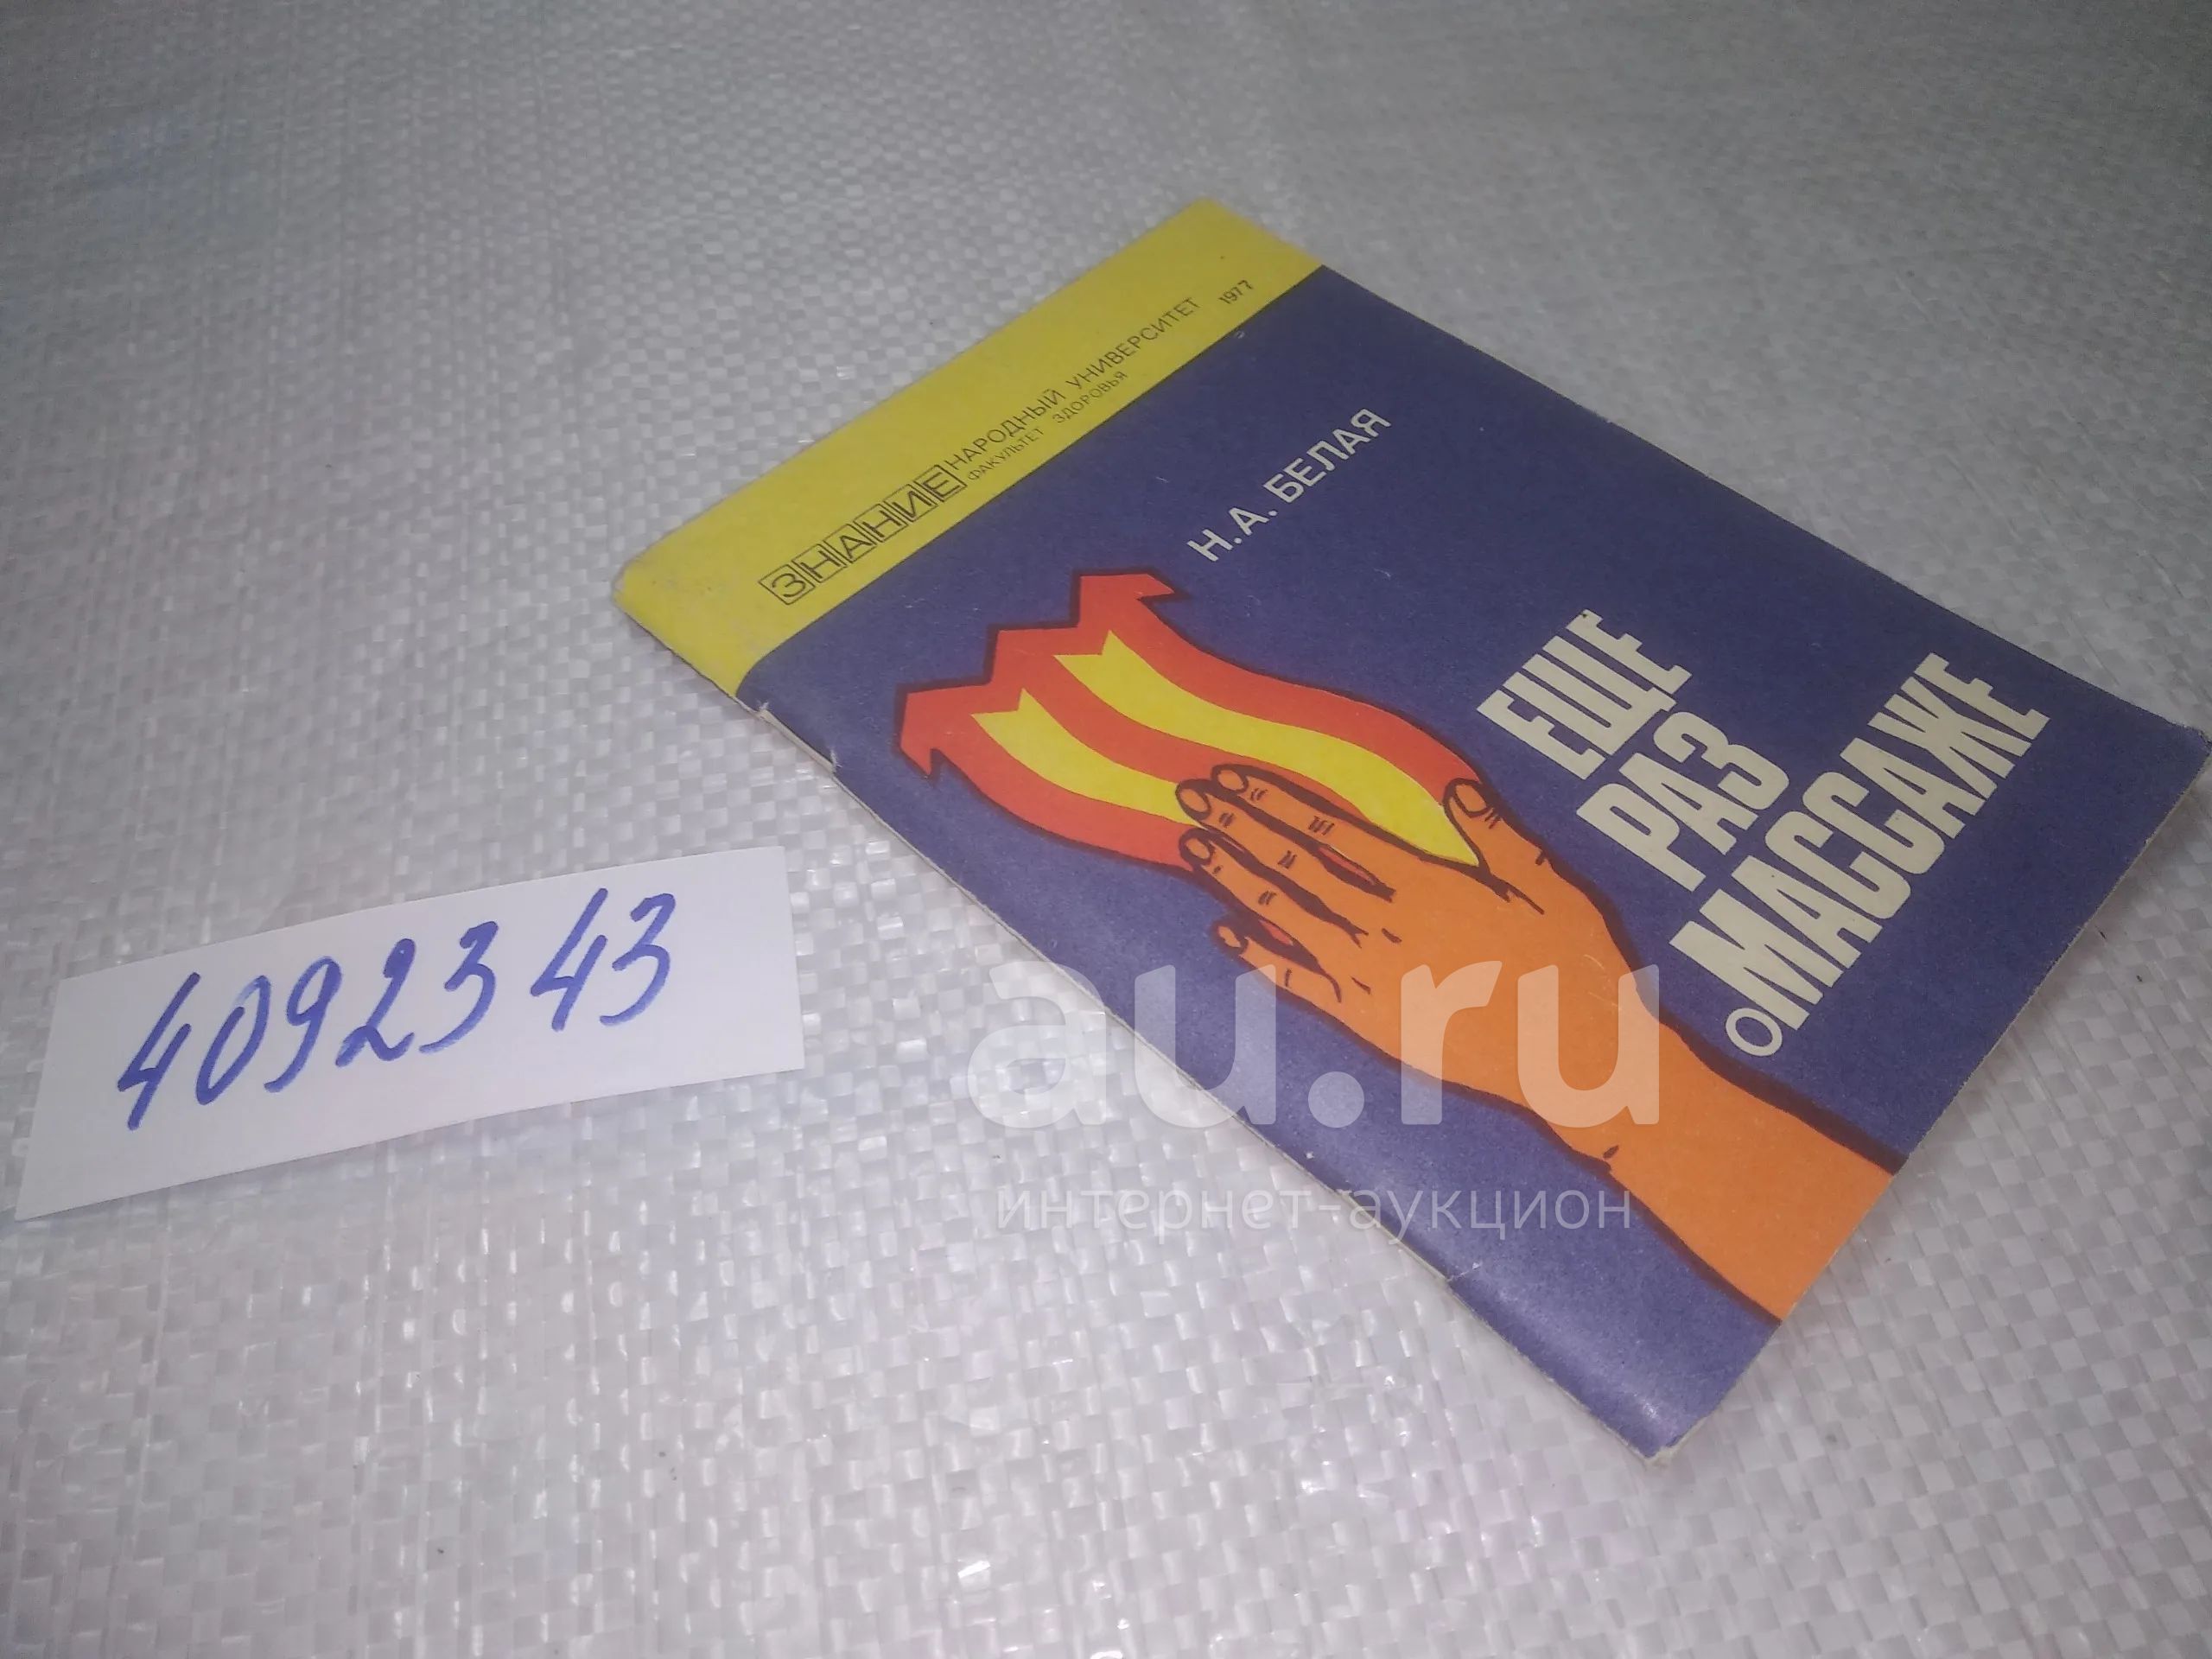 ЗНАНИЕ НАРОДНЫЙ УНИВЕРСИТЕТ 1977
ФАКУЛЬТЕТ ЗДОРОВЬЯ
Н.А. БЕЛАЯ
ЕЩЕ
РАЗ
О МАССАЖЕ
4092343
au.ru
интернет-аукцион